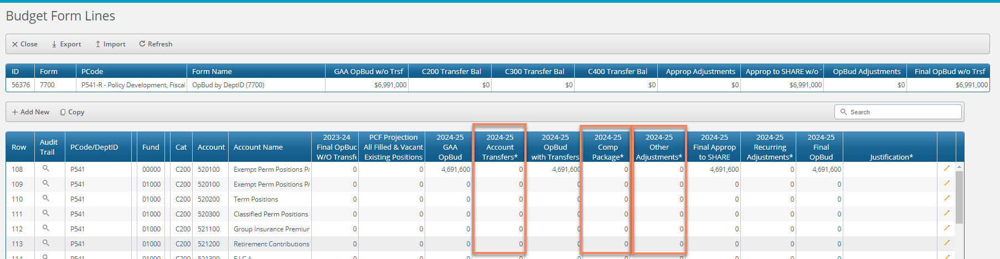 Budget Form Lines
Close Export Import Refresh
ID Form PCode Form Name GAA OpBud w/o Trsf C200 Transfer Bal C300 Transfer Bal C400 Transfer Bal Approp Adjustments Approp to SHARE w/o OpBud Adjustments Final OpBud w/o Trsf
56376 7700 P541-R - Policy Development, Fiscal OpBud by DeptID (7700) $6,991,000 $0 $0 $0 $0 $6,991,000 $0 $6,991,000
Add New Copy Search
2023-24 PCF Projection 2024-25 2024-25 2024-25 2024-25 2024-25 2024-25 2024-25 2024-25
Row Audit Trail PCode/DeptID Fund Cat Account Account Name Final OpBud All Filled & Vacant GAA Account OpBud Comp Other Final Approp Recurring Final
W/O Transfe Existing Positions OpBud Transfers* with Transfers Package* Adjustments* to SHARE Adjustments* OpBud Justification*
108 P541 00000 C200 520100 Exempt Perm Positions P/ 0 0 4,691,600 0 4,691,600 0 0 4,691,600 0 4,691,600
109 P541 01000 C200 520100 Exempt Perm Positions P/ 0 0 0 0 0 0 0 0 0 0
110 P541 01000 C200 520200 Term Positions 0 0 0 0 0 0 0 0 0 0
111 P541 01000 C200 520300 Classified Perm Positions 0 0 0 0 0 0 0 0 0 0
112 P541 01000 C200 521100 Group Insurance Premiur 0 0 0 0 0 0 0 0 0 0
113 P541 01000 C200 521200 Retirement Contributions 0 0 0 0 0 0 0 0 0 0
114 P541 01000 C200 521300 F.I.C.A. 0 0 0 0 0 0 0 0 0 0